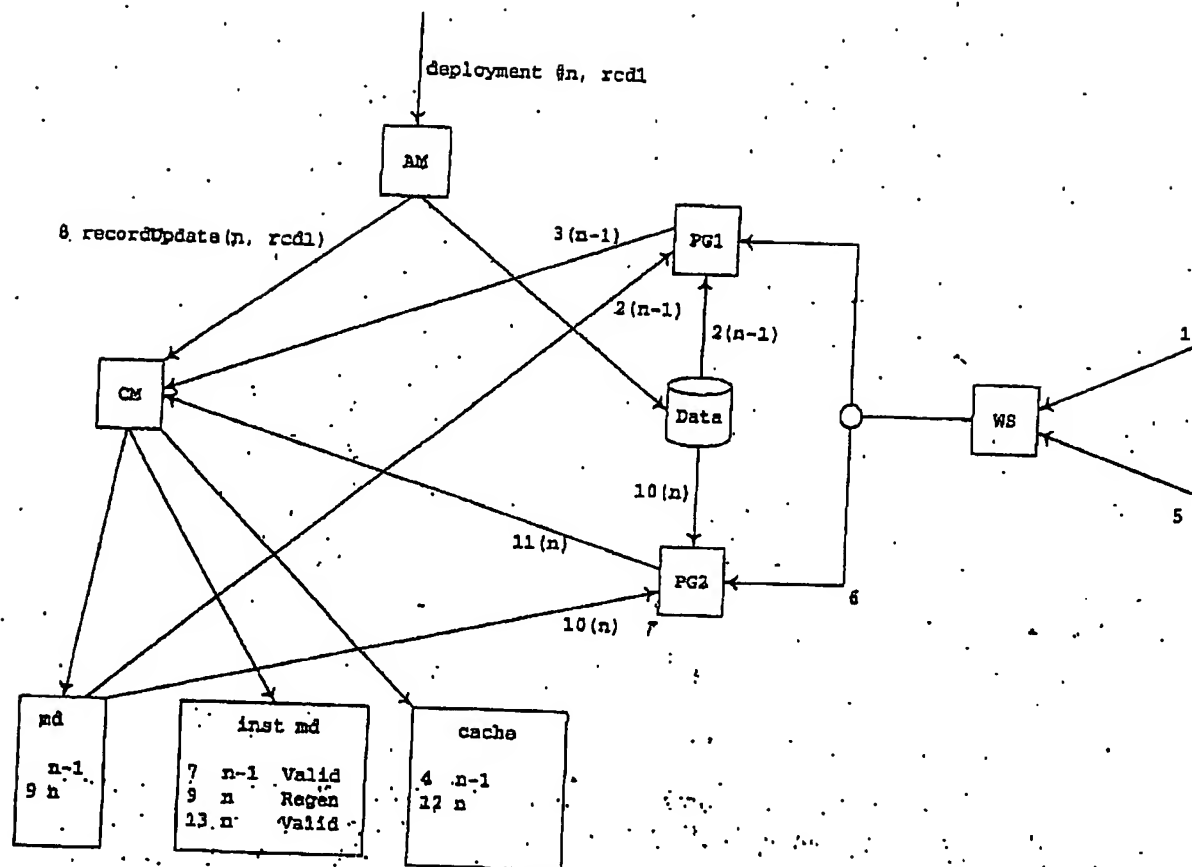 deployment #n, rcd1
AM
8 recordUpdate(n, rcd1)
3(n-1)
PG1
2(n-1)
2(n-1)
1
CM
Data
WS
10(n)
5
11(n)
PG2
6
10(n)
7
md
n-1
9 n
inst md
7 n-1 Valid
9 n Regen
13 n Valid
cache
4 n-1
12 n